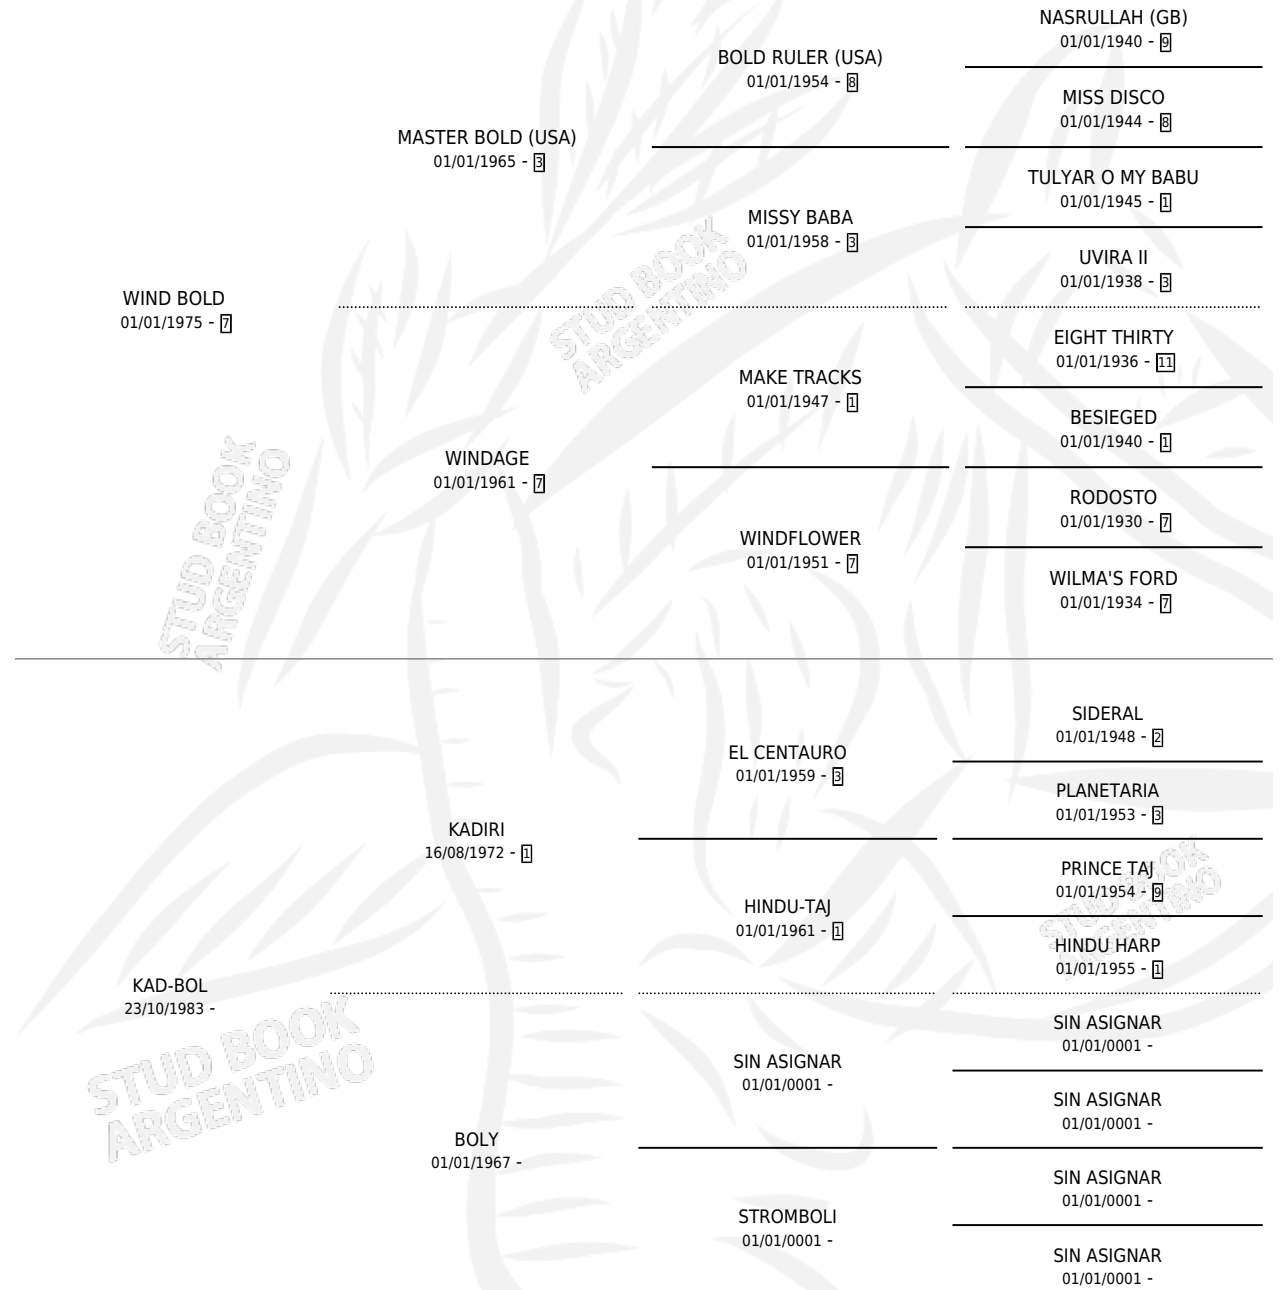 NASRULLAH (GB)
01/01/1940 - 9
BOLD RULER (USA)
01/01/1954 - 8
MISS DISCO
01/01/1944 - 8
MASTER BOLD (USA)
01/01/1965 - 3
TULYAR O MY BABU
01/01/1945 - 1
MISSY BABA
01/01/1958 - 3
UVIRA II
01/01/1938 - 3
WIND BOLD
01/01/1975 - 7
EIGHT THIRTY
01/01/1936 - 11
MAKE TRACKS
01/01/1947 - 1
BESIEGED
01/01/1940 - 1
WINDAGE
01/01/1961 - 7
RODOSTO
01/01/1930 - 7
WINDFLOWER
01/01/1951 - 7
WILMA'S FORD
01/01/1934 - 7
SIDERAL
01/01/1948 - 2
EL CENTAURO
01/01/1959 - 3
PLANETARIA
01/01/1953 - 3
KADIRI
16/08/1972 - 1
PRINCE TAJ
01/01/1954 - 9
HINDU-TAJ
01/01/1961 - 1
HINDU HARP
01/01/1955 - 1
KAD-BOL
23/10/1983 -
SIN ASIGNAR
01/01/0001 -
SIN ASIGNAR
01/01/0001 -
SIN ASIGNAR
01/01/0001 -
BOLY
01/01/1967 -
SIN ASIGNAR
01/01/0001 -
STROMBOLI
01/01/0001 -
SIN ASIGNAR
01/01/0001 -
STUD BOOK
ARGENTINO
STUD BOOK
ARGENTINO
STUD BOOK
ARGENTINO
STUD BOOK
ARGENTINO